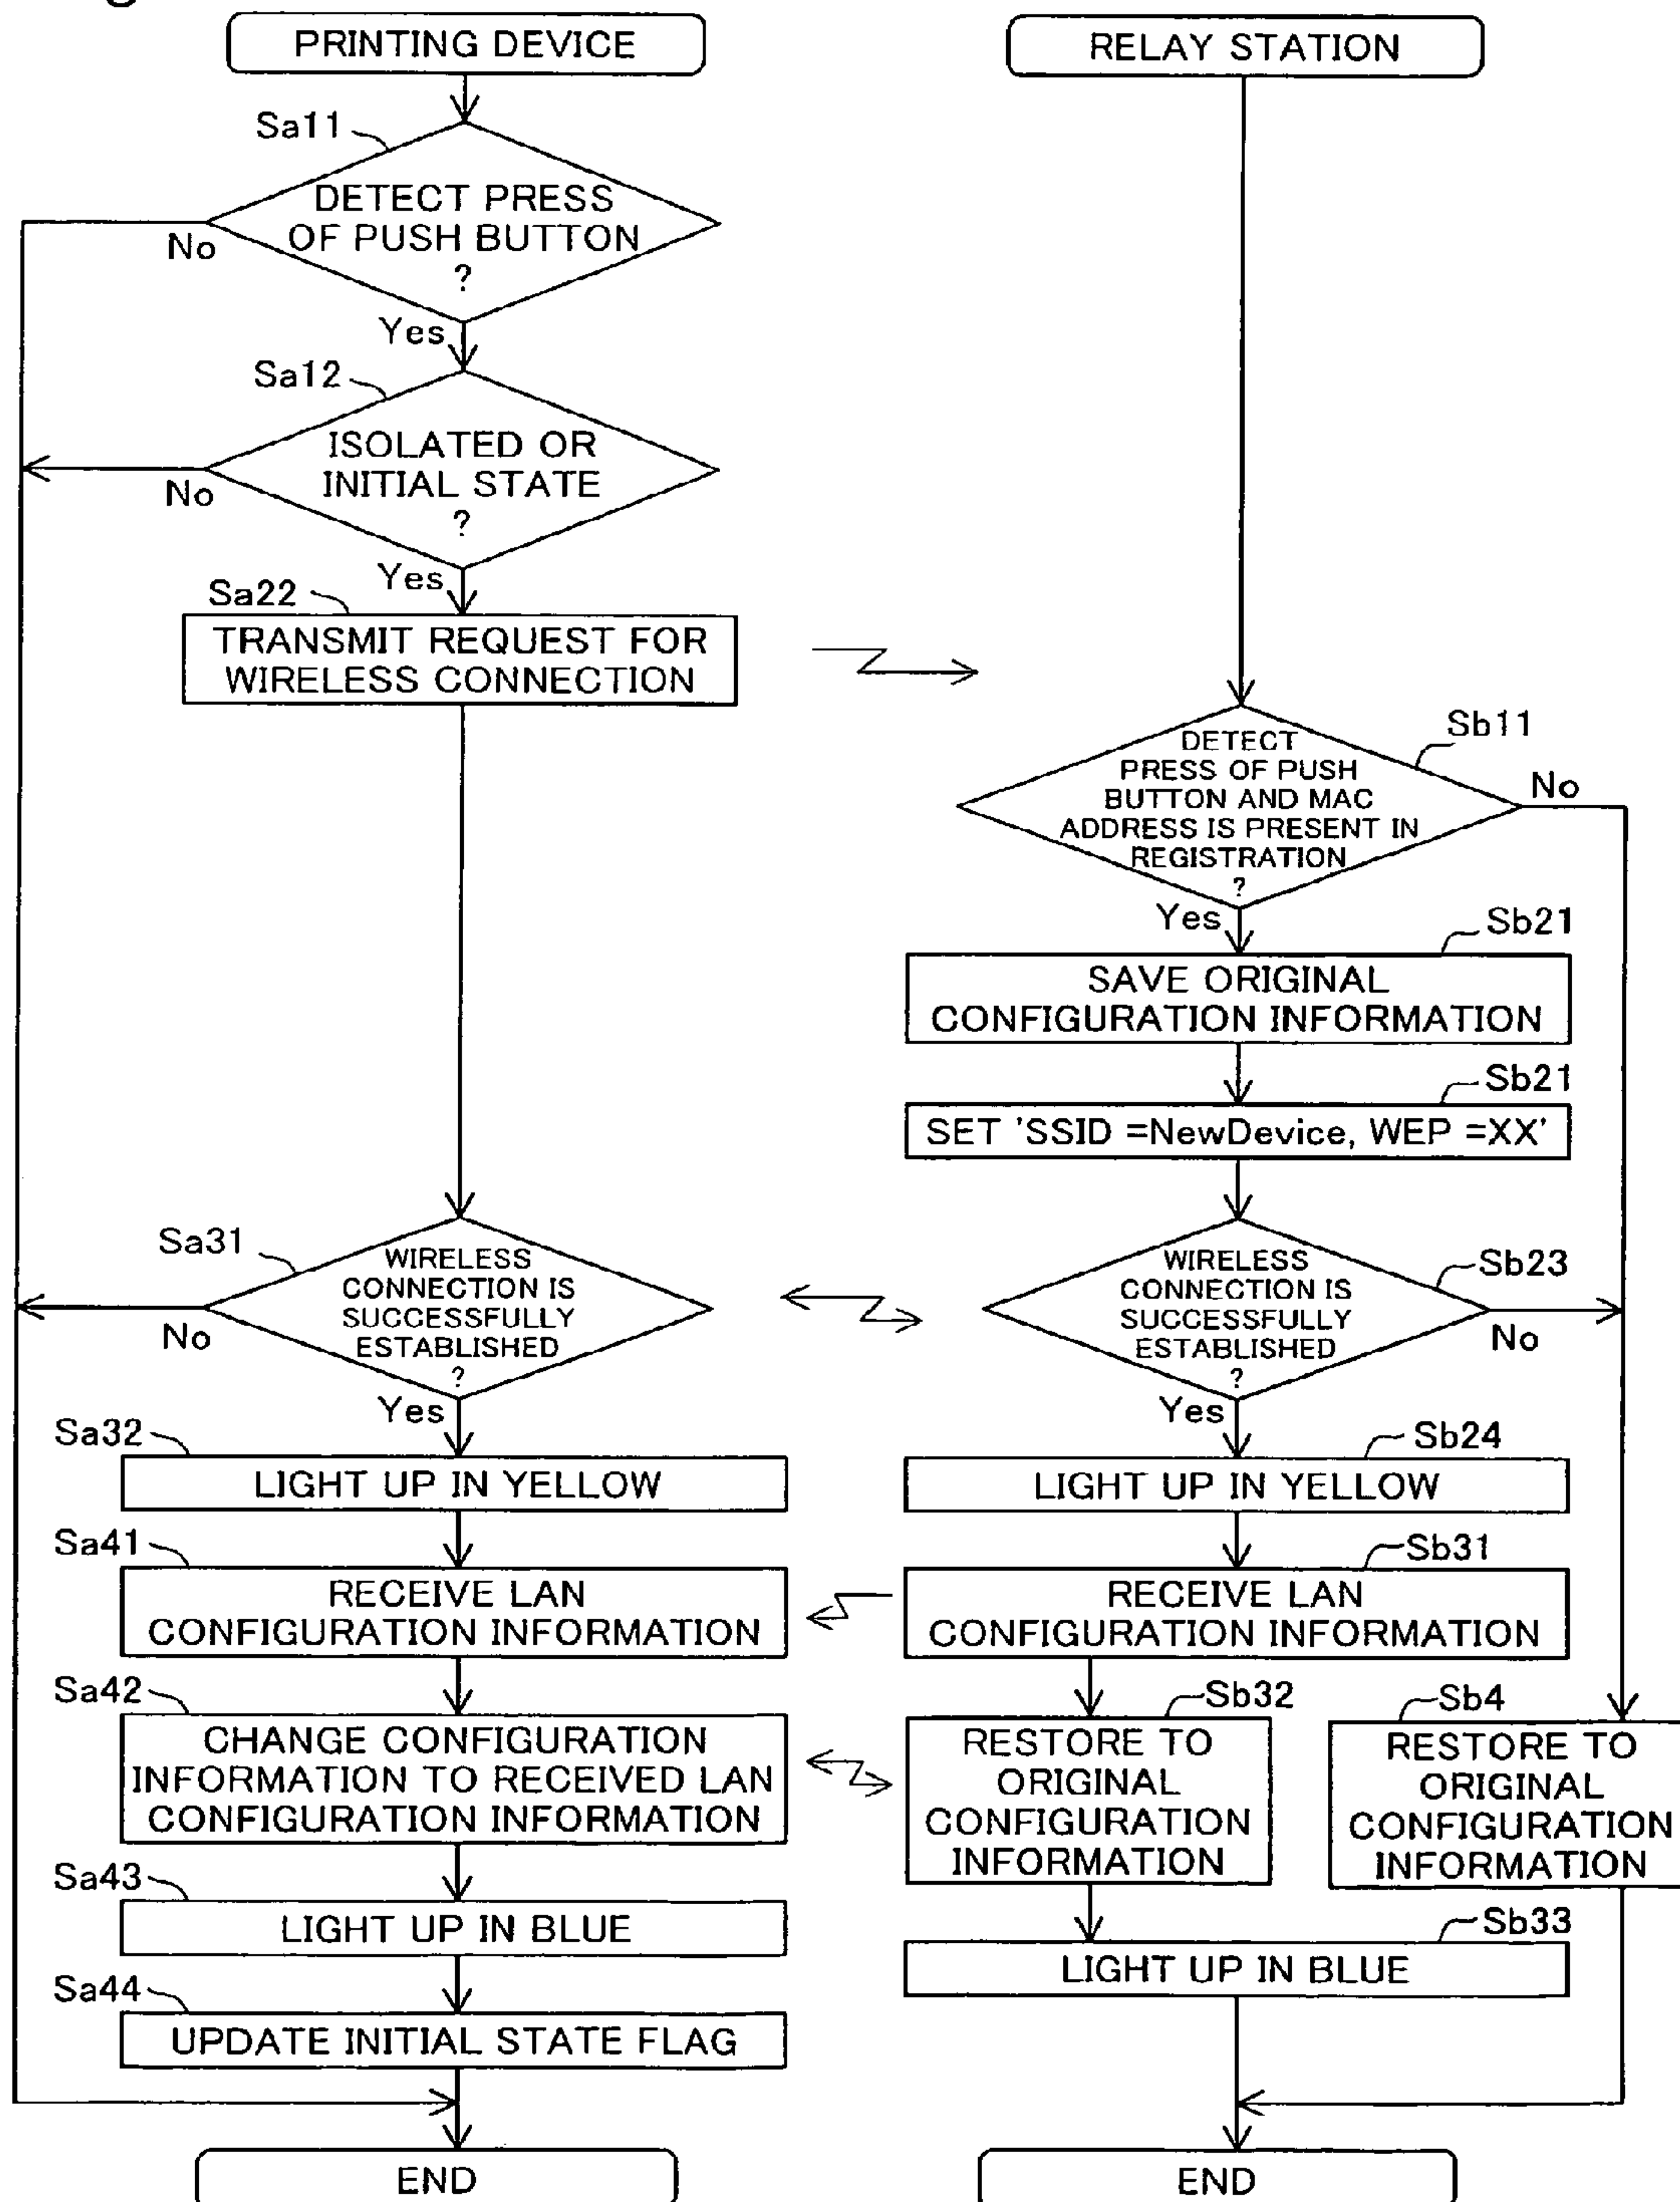 PRINTING DEVICE
Sa11
DETECT PRESS
OF PUSH BUTTON
?
No
Yes
Sa12
ISOLATED OR
INITIAL STATE
?
No
Yes
Sa22
TRANSMIT REQUEST FOR
WIRELESS CONNECTION
Sa31
WIRELESS
CONNECTION IS
SUCCESSFULLY
ESTABLISHED
?
No
Yes
Sa32
LIGHT UP IN YELLOW
Sa41
RECEIVE LAN
CONFIGURATION INFORMATION
Sa42
CHANGE CONFIGURATION
INFORMATION TO RECEIVED LAN
CONFIGURATION INFORMATION
Sa43
LIGHT UP IN BLUE
Sa44
UPDATE INITIAL STATE FLAG
END
RELAY STATION
Sb11
DETECT
PRESS OF PUSH
BUTTON AND MAC
ADDRESS IS PRESENT IN
REGISTRATION
?
No
Yes
Sb21
SAVE ORIGINAL
CONFIGURATION INFORMATION
Sb21
SET 'SSID =NewDevice, WEP =XX'
Sb23
WIRELESS
CONNECTION IS
SUCCESSFULLY
ESTABLISHED
?
No
Yes
Sb24
LIGHT UP IN YELLOW
Sb31
RECEIVE LAN
CONFIGURATION INFORMATION
Sb32
RESTORE TO
ORIGINAL
CONFIGURATION
INFORMATION
Sb4
RESTORE TO
ORIGINAL
CONFIGURATION
INFORMATION
Sb33
LIGHT UP IN BLUE
END